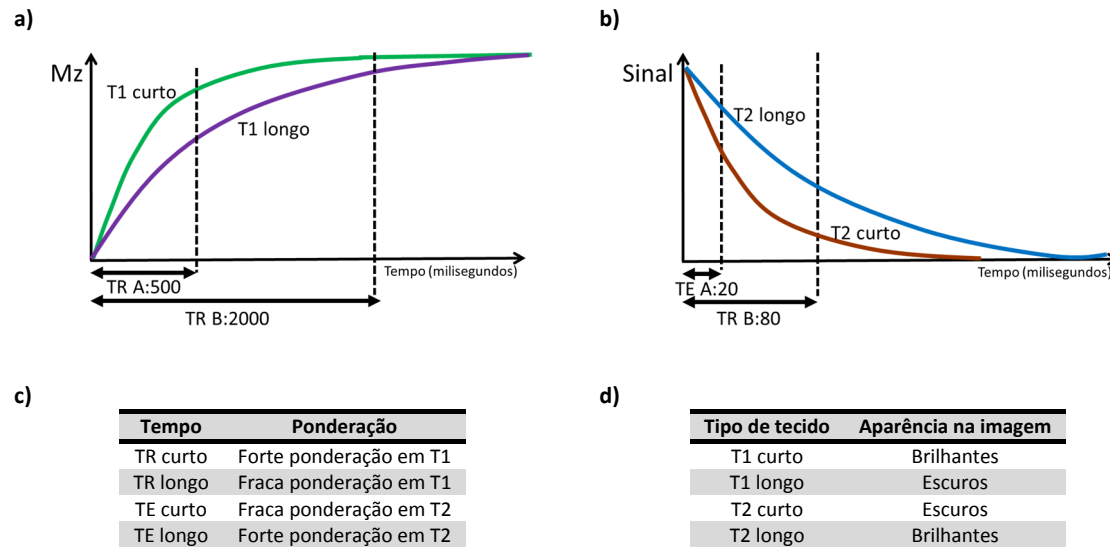 a)
Mz
T1 curto
T1 longo
Tempo (milisegundos)
TR A:500
TR B:2000
b)
Sinal
T2 longo
T2 curto
Tempo (milisegundos)
TE A:20
TR B:80
c)
Tempo Ponderação
TR curto Forte ponderação em T1
TR longo Fraca ponderação em T1
TE curto Fraca ponderação em T2
TE longo Forte ponderação em T2
d)
Tipo de tecido Aparência na imagem
T1 curto Brilhantes
T1 longo Escuros
T2 curto Escuros
T2 longo Brilhantes